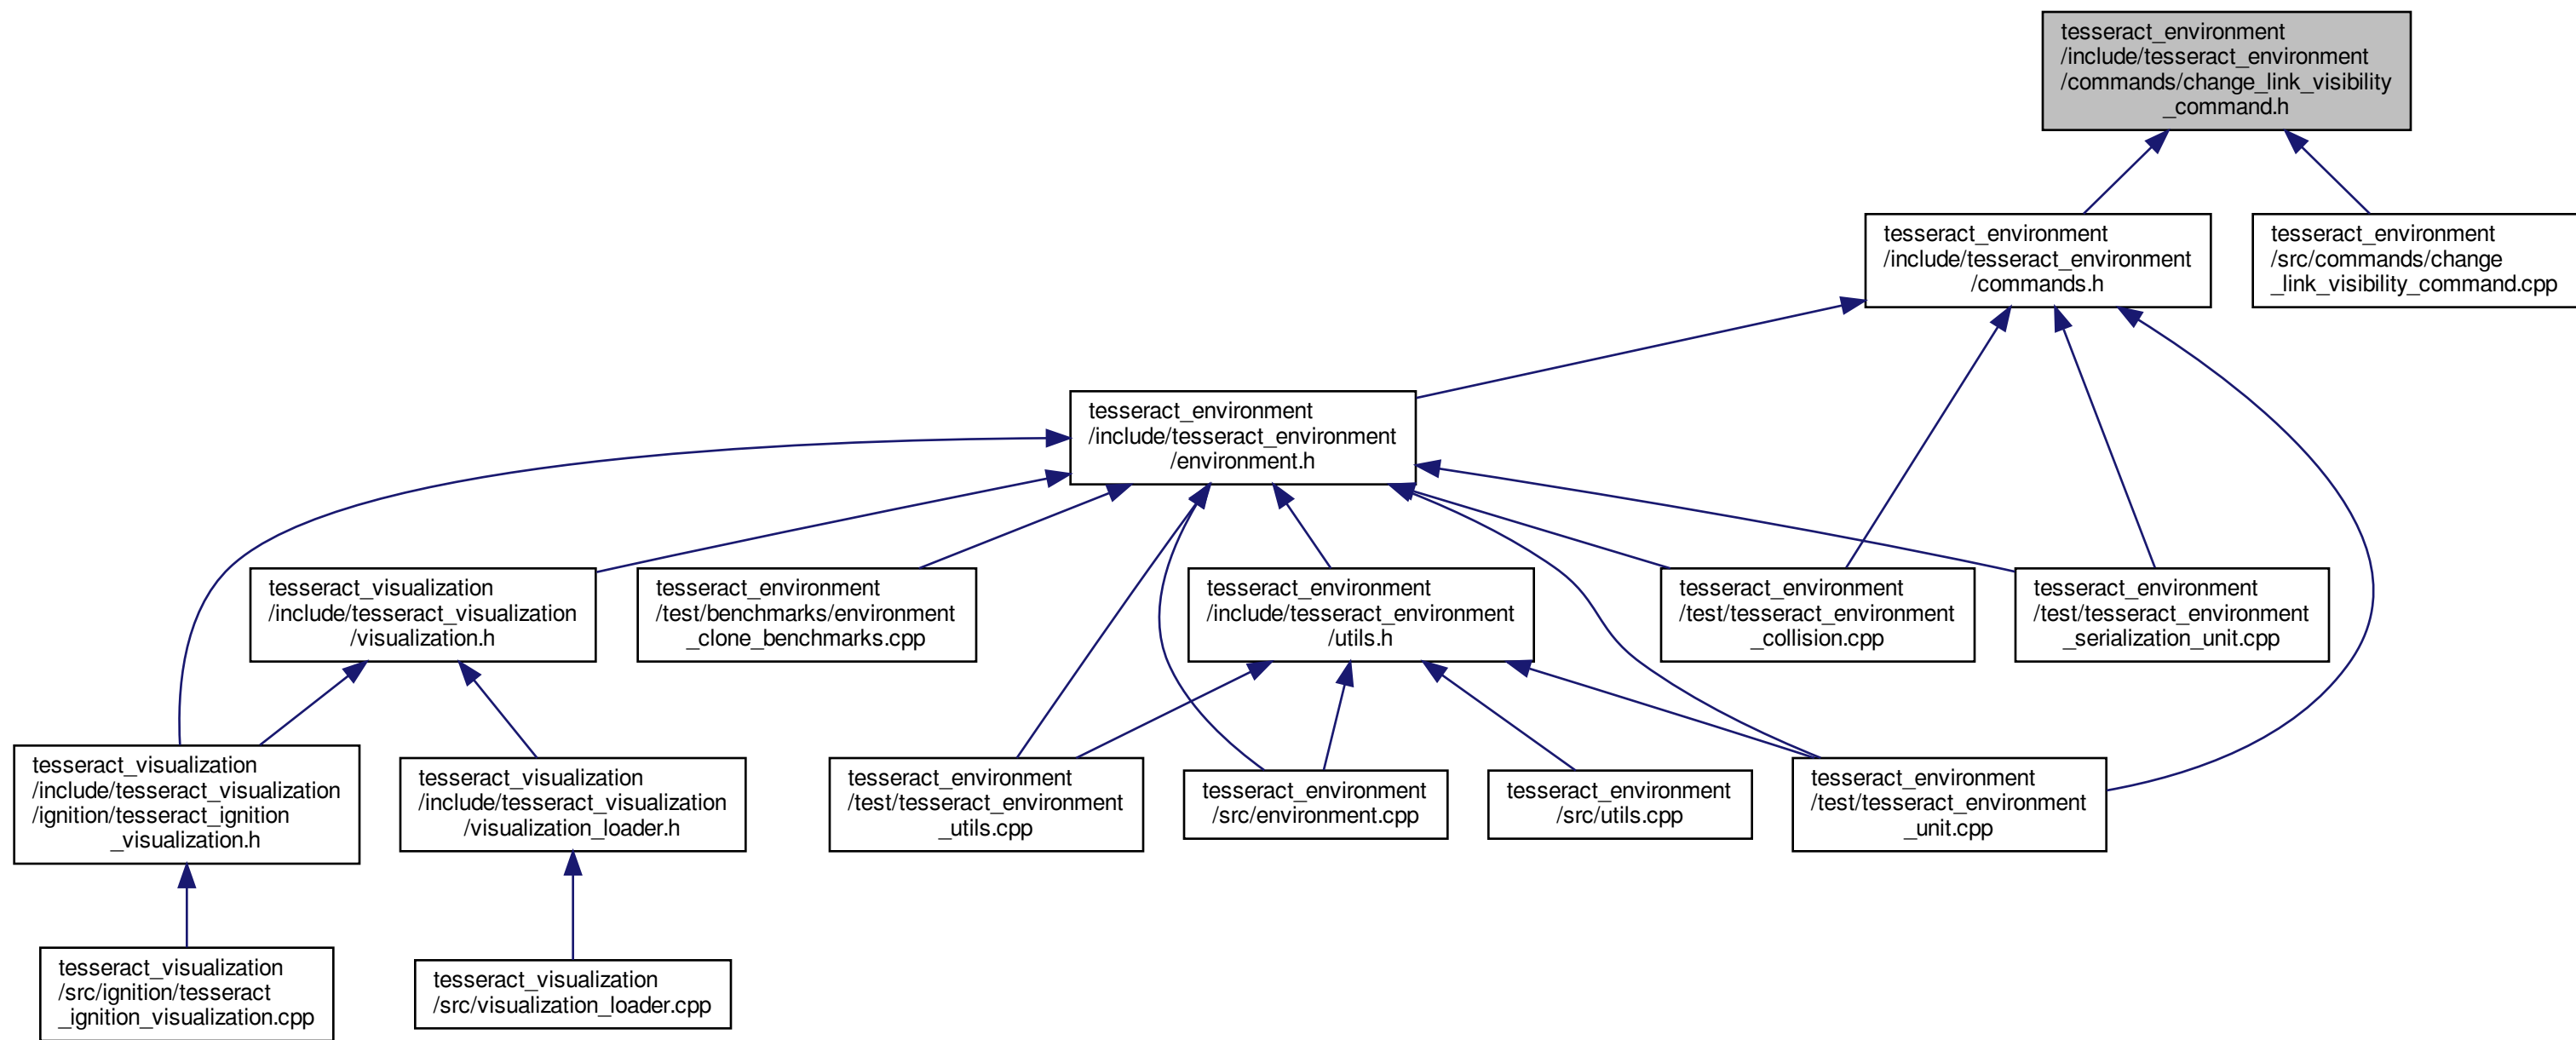 tesseract_environment
/include/tesseract_environment
/commands/change_link_visibility
_command.h
tesseract_environment
/include/tesseract_environment
/commands.h
tesseract_environment
/src/commands/change
_link_visibility_command.cpp
tesseract_environment
/include/tesseract_environment
/environment.h
tesseract_visualization
/include/tesseract_visualization
/visualization.h
tesseract_environment
/test/benchmarks/environment
_clone_benchmarks.cpp
tesseract_environment
/include/tesseract_environment
/utils.h
tesseract_environment
/test/tesseract_environment
_collision.cpp
tesseract_environment
/test/tesseract_environment
_serialization_unit.cpp
tesseract_visualization
/include/tesseract_visualization
/ignition/tesseract_ignition
_visualization.h
tesseract_visualization
/include/tesseract_visualization
/visualization_loader.h
tesseract_environment
/test/tesseract_environment
_utils.cpp
tesseract_environment
/src/environment.cpp
tesseract_environment
/src/utils.cpp
tesseract_environment
/test/tesseract_environment
_unit.cpp
tesseract_visualization
/src/ignition/tesseract
_ignition_visualization.cpp
tesseract_visualization
/src/visualization_loader.cpp